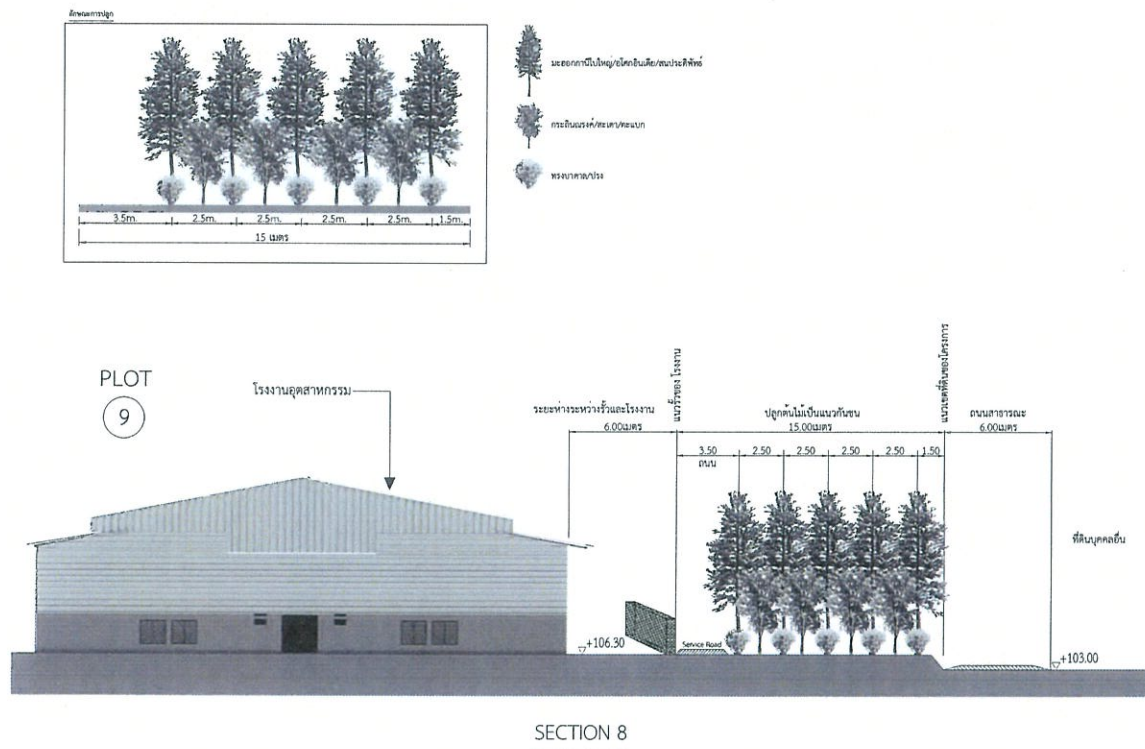 ลักษณะการปลูก
มะฮอกกานีใบใหญ่/อโศกอินเดีย/สนประดิพัทธ์
กระถินณรงค์/สะเดา/ตะแบก
ทรงบาดาล/ปรง
3.5m. 2.5m. 2.5m. 2.5m. 2.5m. 1.5m.
15 เมตร
PLOT
9
โรงงานอุตสาหกรรม
ระยะห่างระหว่างรั้วและโรงงาน
6.00เมตร
แนวรั้วของ โรงงาน
ปลูกต้นไม้เป็นแนวกันชน
15.00เมตร
แนวเขตที่ดินของโครงการ
ถนนสาธารณะ
6.00เมตร
3.50 2.50 2.50 2.50 2.50 1.50
ถนน
ที่ดินบุคคลอื่น
+106.30
Service Road
+103.00
SECTION 8